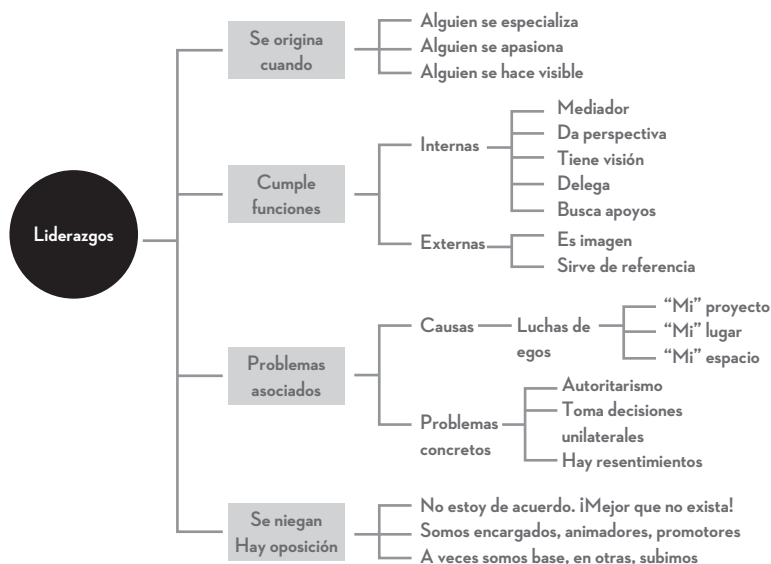 Liderazgos
Se origina
cuando
Alguien se especializa
Alguien se apasiona
Alguien se hace visible
Cumple
funciones
Internas
Mediador
Da perspectiva
Tiene visión
Delega
Busca apoyos
Externas
Es imagen
Sirve de referencia
Problemas
asociados
Causas
Luchas de
egos
“Mi” proyecto
“Mi” lugar
“Mi” espacio
Problemas
concretos
Autoritarismo
Toma decisiones
unilaterales
Hay resentimientos
Se niegan
Hay oposición
No estoy de acuerdo. ¡Mejor que no exista!
Somos encargados, animadores, promotores
A veces somos base, en otras, subimos